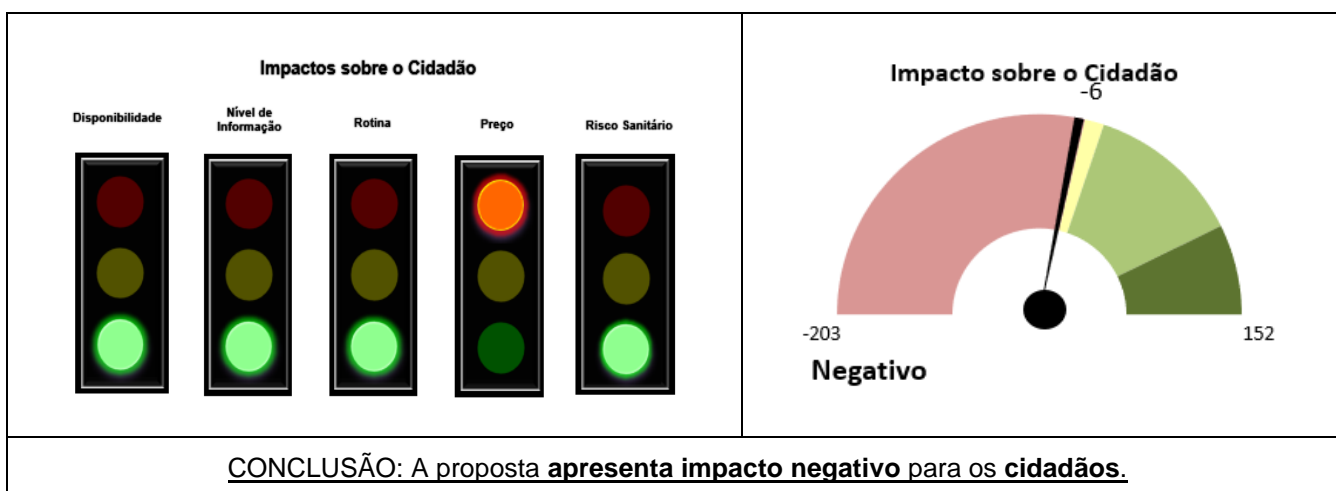 Impactos sobre o Cidadão
Disponibilidade
Nível de
Informação
Rotina
Preço
Risco Sanitário
Impacto sobre o Cidadão
-6
-203
152
Negativo
CONCLUSÃO: A proposta apresenta impacto negativo para os cidadãos.